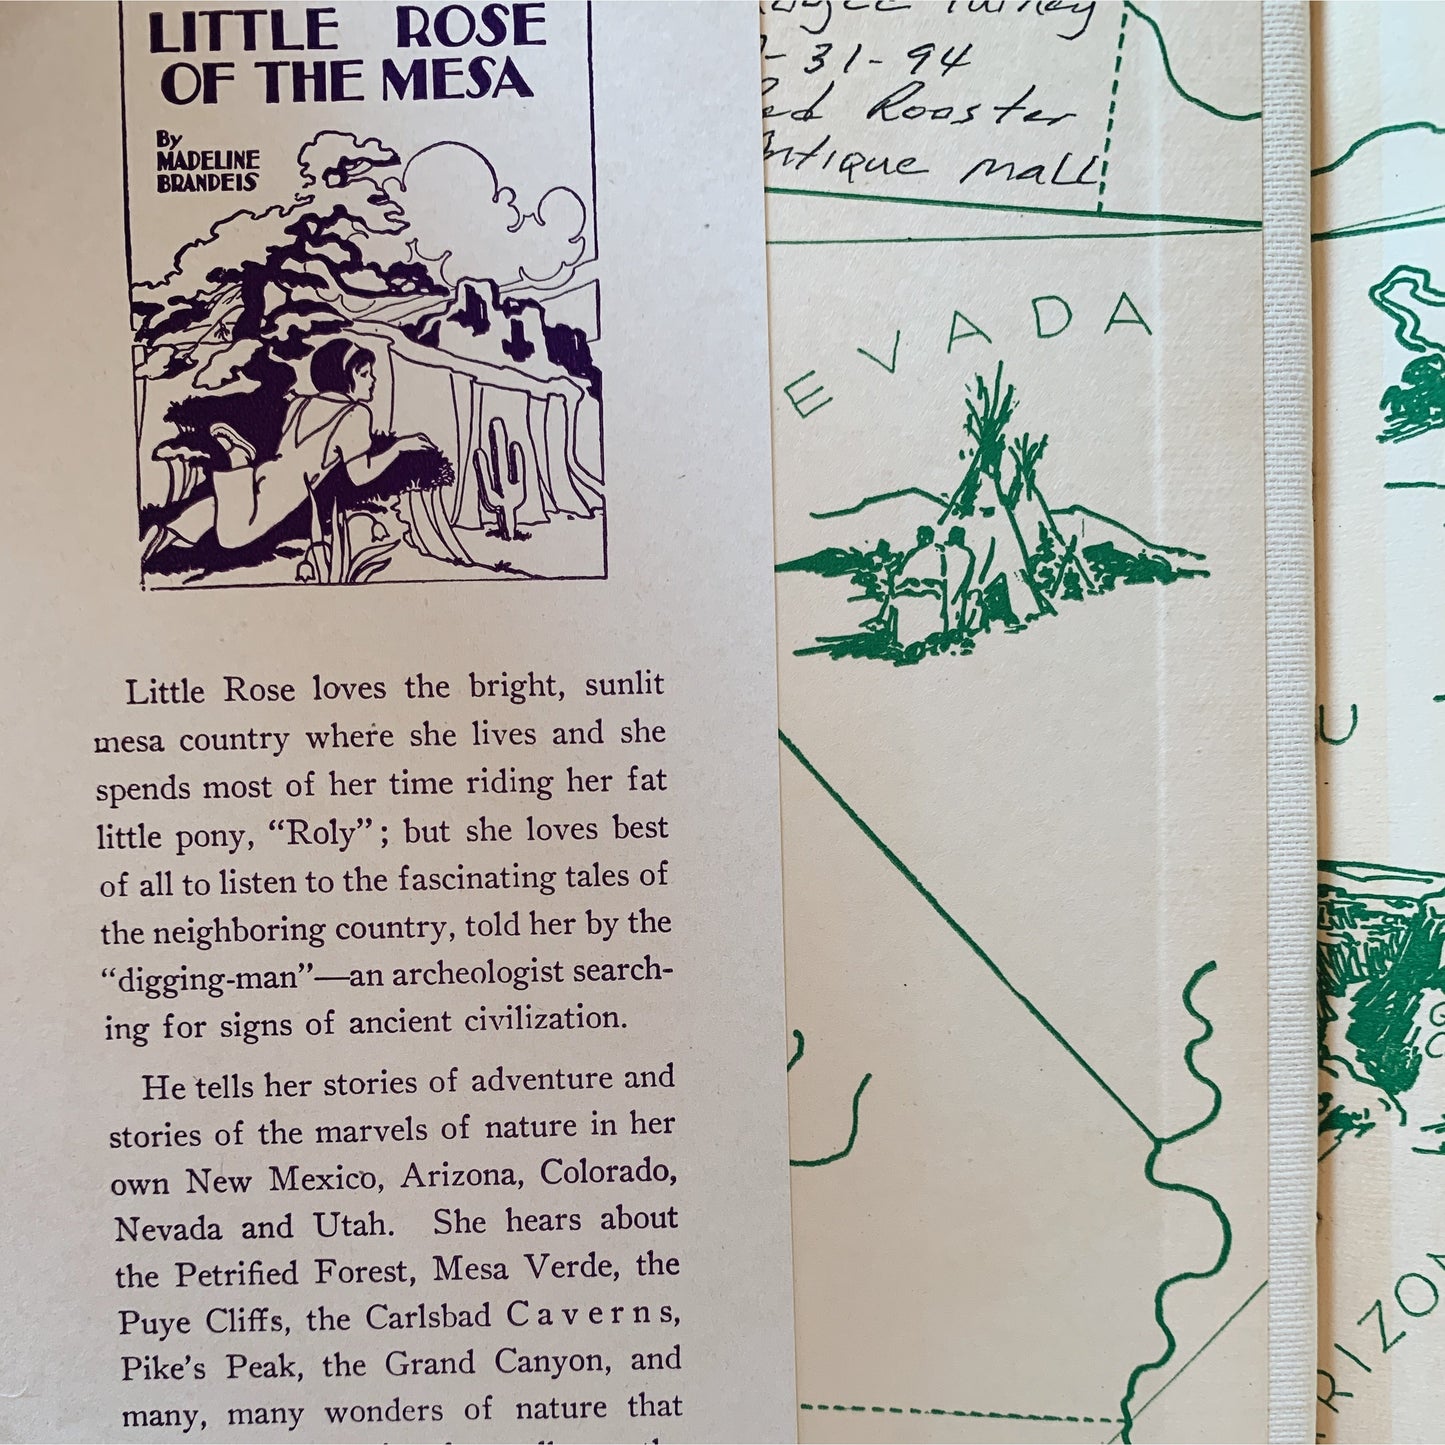 LITTLE ROSE
OF THE MESA
By
MADELINE
BRANDEIS
Little Rose loves the bright, sunlit
mesa country where she lives and she
spends most of her time riding her fat
little pony, “Roly”; but she loves best
of all to listen to the fascinating tales of
the neighboring country, told her by the
“digging-man”—an archeologist search-
ing for signs of ancient civilization.
He tells her stories of adventure and
stories of the marvels of nature in her
own New Mexico, Arizona, Colorado,
Nevada and Utah. She hears about
the Petrified Forest, Mesa Verde, the
Puye Cliffs, the Carlsbad Caverns,
Pike’s Peak, the Grand Canyon, and
many, many wonders of nature that
-31-94
Rooster
Antique Mall
EVADA
U
RIZO